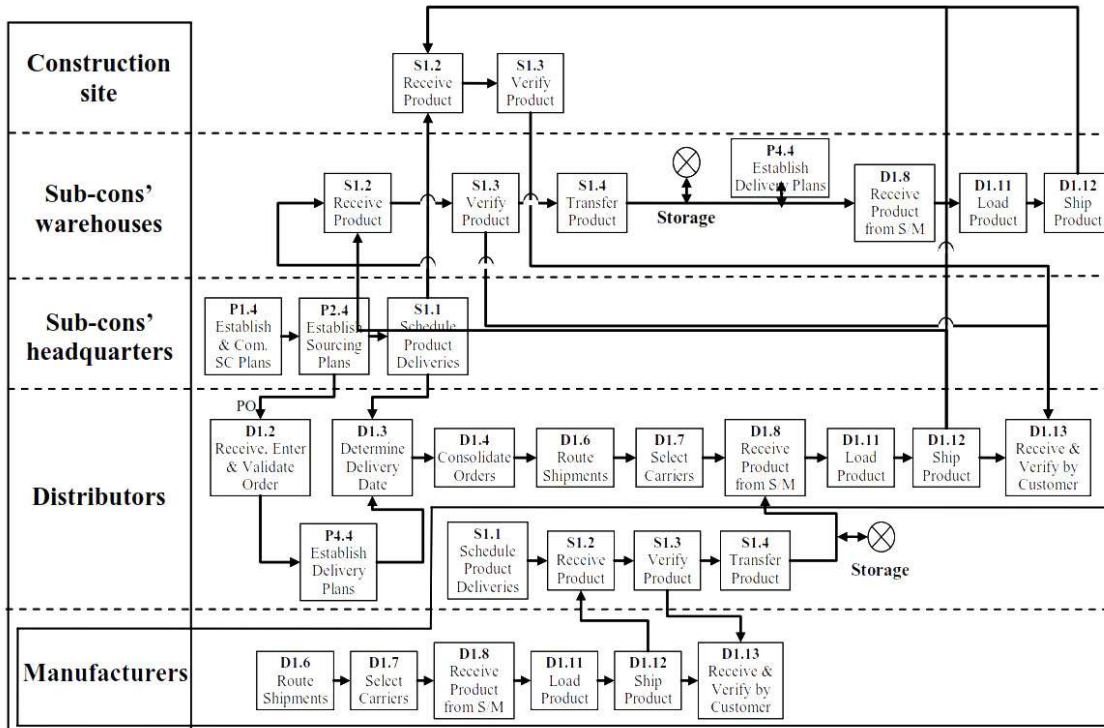 Construction
site
S1.2
Receive
Product
S1.3
Verify
Product
Sub-cons'
warehouses
S1.2
Receive
Product
S1.3
Verify
Product
S1.4
Transfer
Product
Storage
P4.4
Establish
Delivery Plans
D1.8
Receive
Product
from S/M
D1.11
Load
Product
D1.12
Ship
Product
Sub-cons'
headquarters
P1.4
Establish
& Com.
SC Plans
P2.4
Establish
Sourcing
Plans
S1.1
Schedule
Product
Deliveries
Distributors
PO
D1.2
Receive, Enter
& Validate
Order
D1.3
Determine
Delivery
Date
D1.4
Consolidate
Orders
D1.6
Route
Shipments
D1.7
Select
Carriers
D1.8
Receive
Product
from S/M
D1.11
Load
Product
D1.12
Ship
Product
D1.13
Receive &
Verify by
Customer
P4.4
Establish
Delivery
Plans
S1.1
Schedule
Product
Deliveries
S1.2
Receive
Product
S1.3
Verify
Product
S1.4
Transfer
Product
Storage
Manufacturers
D1.6
Route
Shipments
D1.7
Select
Carriers
D1.8
Receive
Product
from S/M
D1.11
Load
Product
D1.12
Ship
Product
D1.13
Receive &
Verify by
Customer